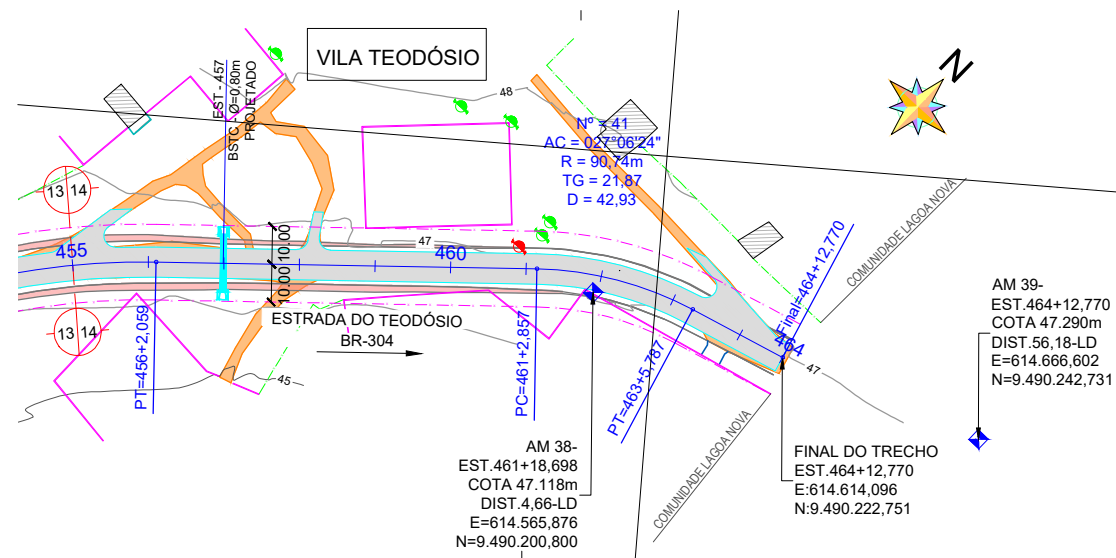 VILA TEODÓSIO
N
EST - 457
BSTC - Ø=0,80m
PROJETADO
48
Nº = 41
AC = 027°06'24"
R = 90,74m
TG = 21,87
D = 42,93
13 14
455
10.00
10.00
47
460
COMUNIDADE LAGOA NOVA
Final=464+12,770
464
47
13 14
ESTRADA DO TEODÓSIO
BR-304
PT=456+2,059
45
PC=461+2,857
PT=463+5,787
AM 39-
EST.464+12,770
COTA 47.290m
DIST.56,18-LD
E=614.666,602
N=9.490.242,731
AM 38-
EST.461+18,698
COTA 47.118m
DIST.4,66-LD
E=614.565,876
N=9.490.200,800
COMUNIDADE LAGOA NOVA
FINAL DO TRECHO
EST.464+12,770
E:614.614,096
N:9.490.222,751